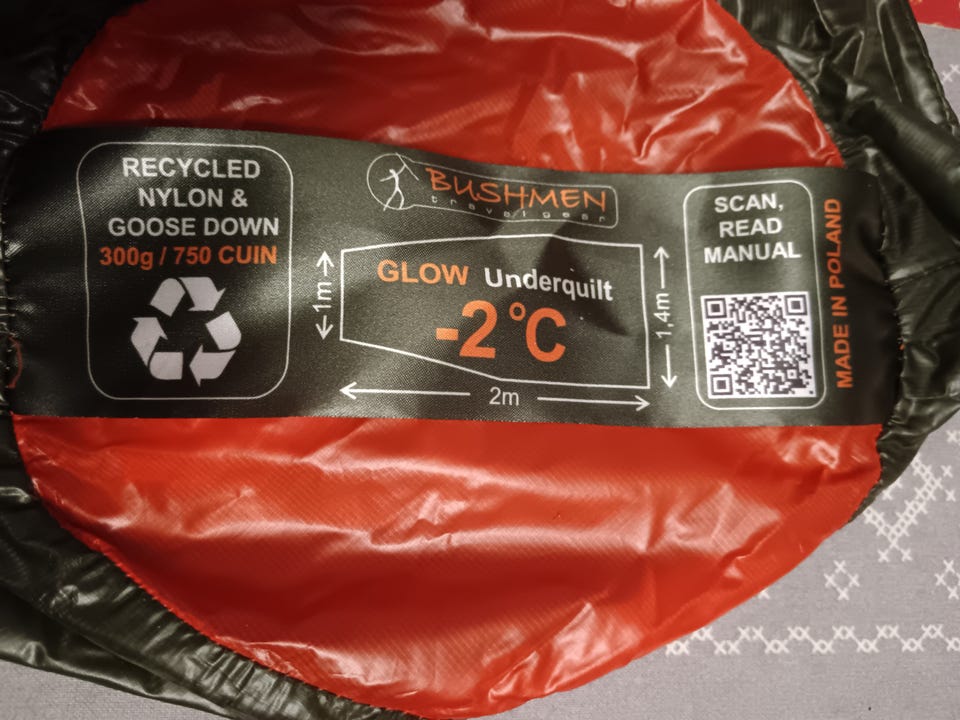 RECYCLED
NYLON &
GOOSE DOWN
300g / 750 CUIN
BUSHMEN
travel gear
GLOW Underquilt
-2°C
1m
1,4m
2m
SCAN,
READ
MANUAL
MADE IN POLAND